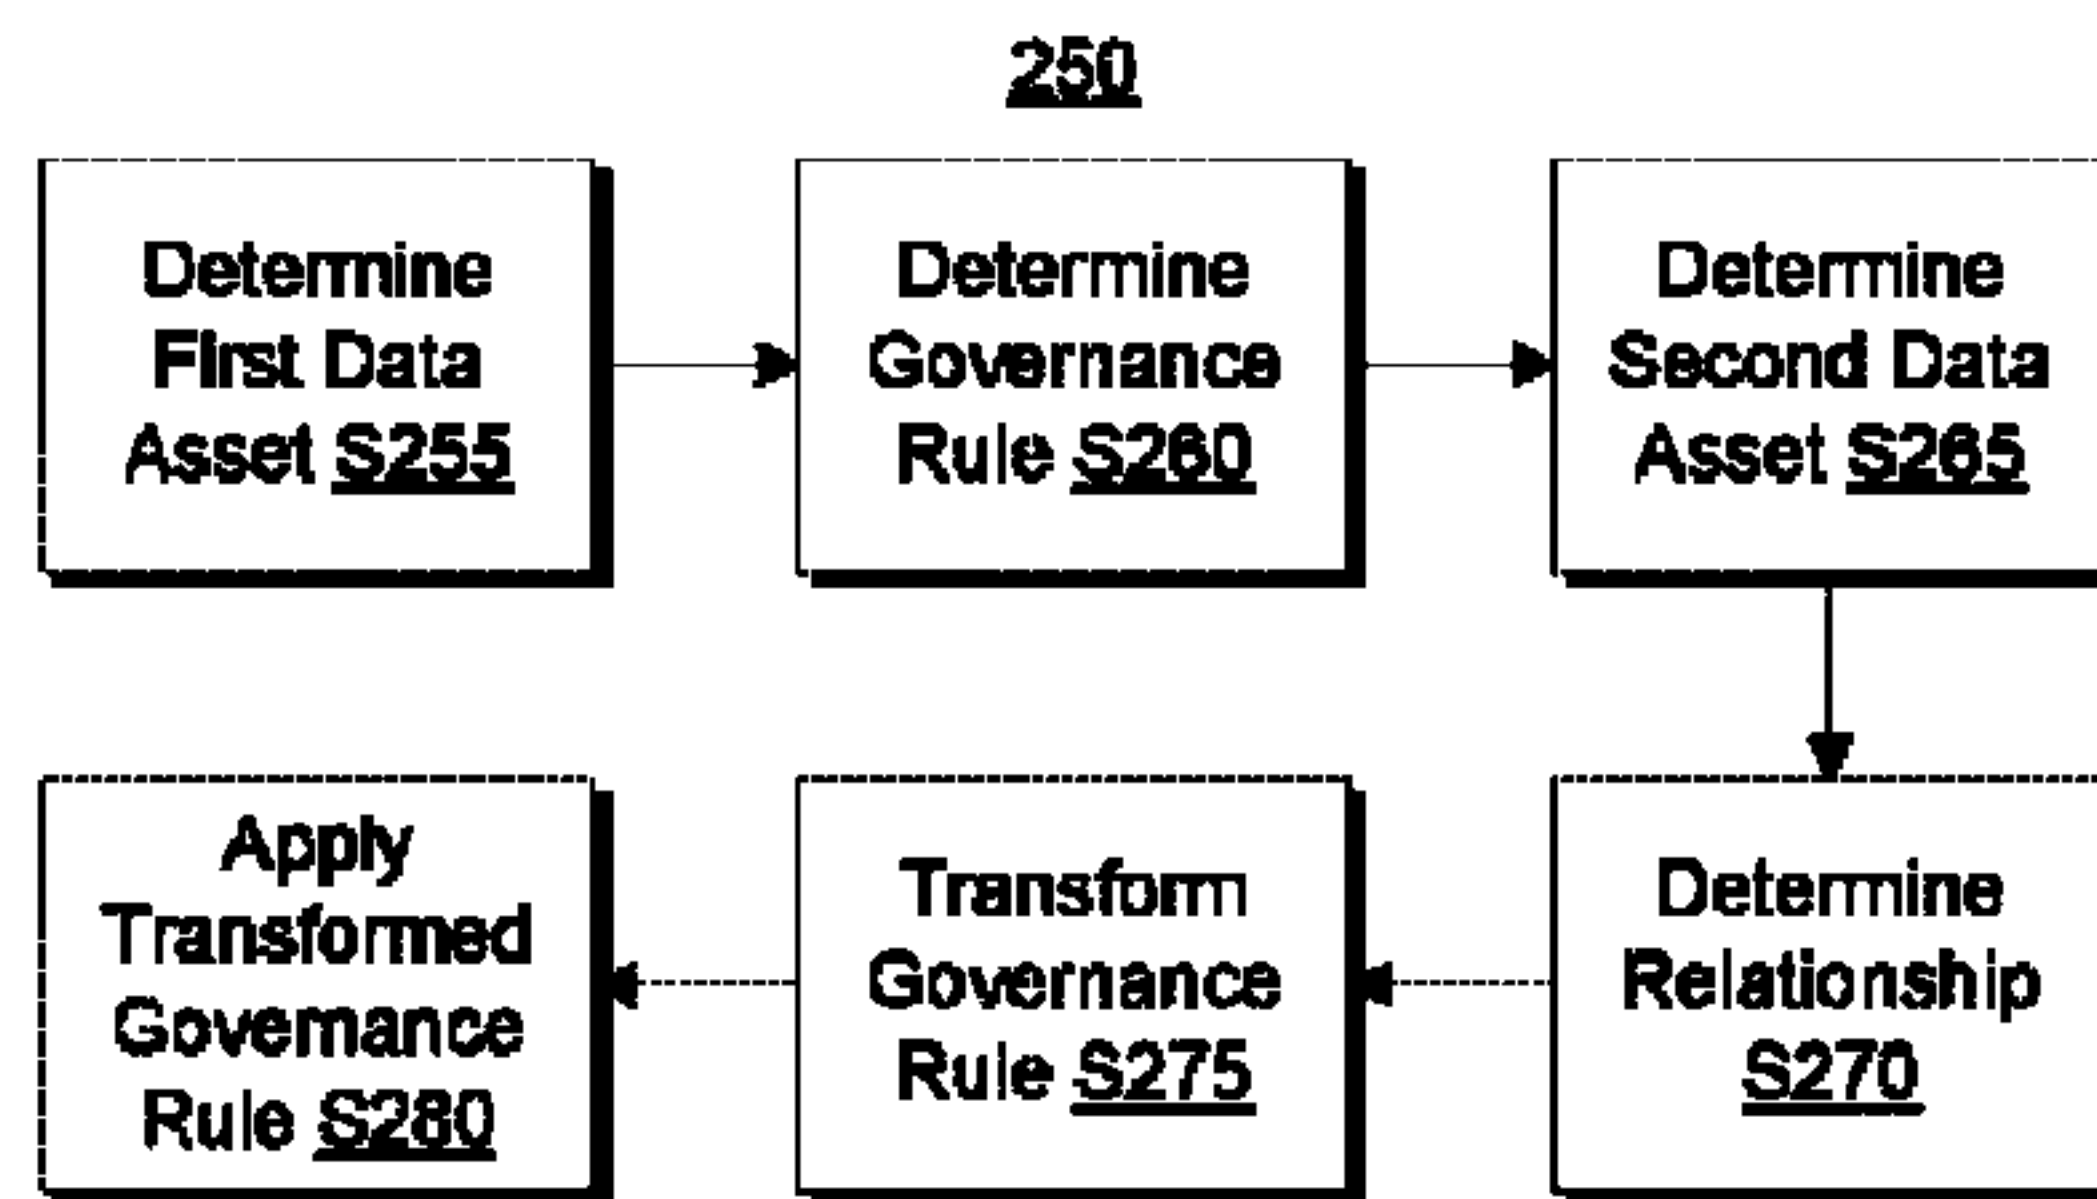 250
Determine
First Data
Asset S255
Determine
Governance
Rule S260
Determine
Second Data
Asset S265
Determine
Relationship
S270
Transform
Governance
Rule S275
Apply
Transformed
Governance
Rule S280